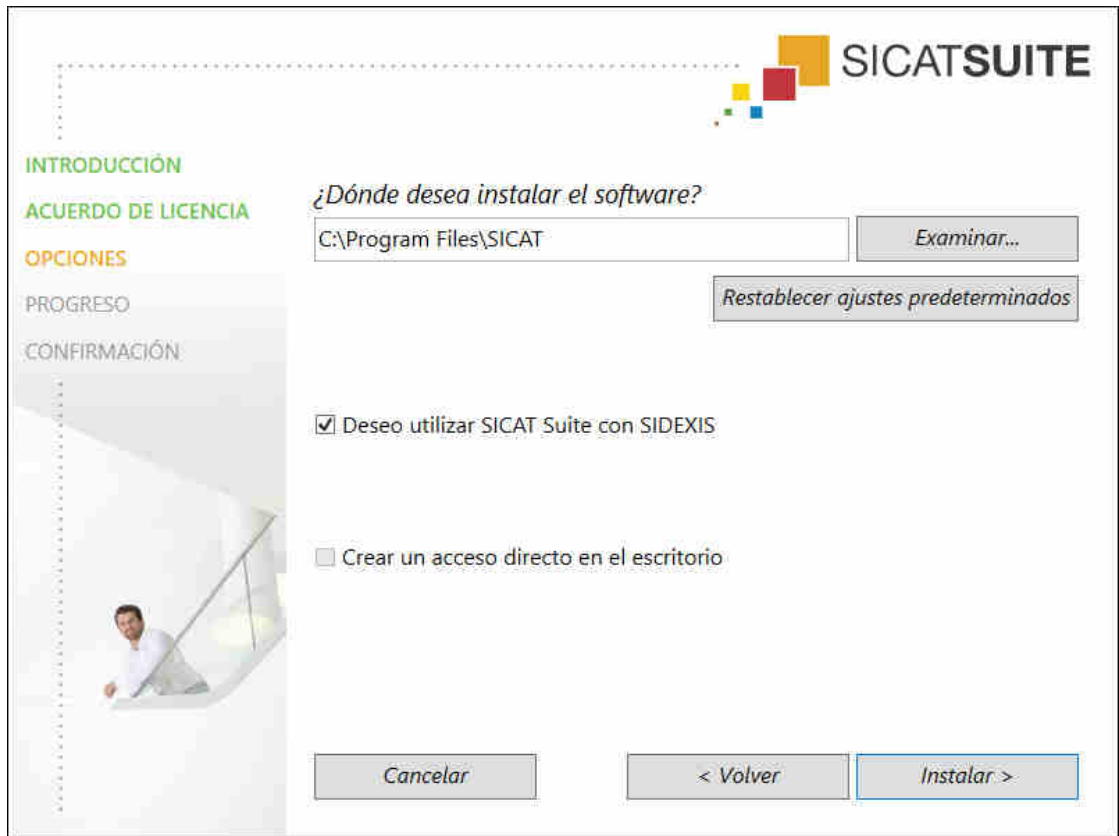 SICATSUITE
INTRODUCCIÓN
ACUERDO DE LICENCIA
OPCIONES
PROGRESO
CONFIRMACIÓN
¿Dónde desea instalar el software?
C:\Program Files\SICAT
Examinar...
Restablecer ajustes predeterminados
Deseo utilizar SICAT Suite con SIDEXIS
Crear un acceso directo en el escritorio
Cancelar
< Volver
Instalar >